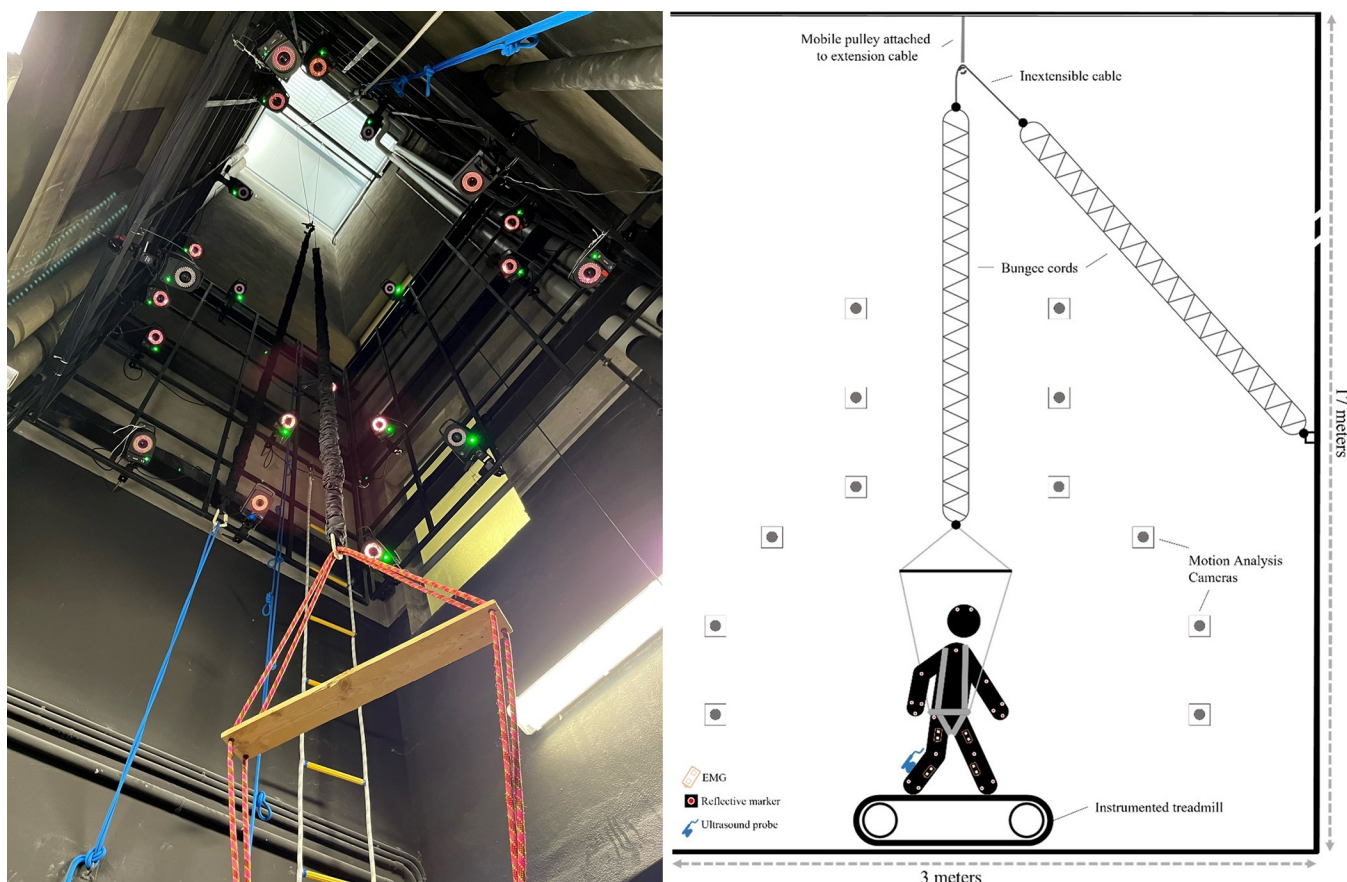 Mobile pulley attached
to extension cable
Inextensible cable
Bungee cords
17 meters
Motion Analysis
Cameras
EMG
Reflective marker
Ultrasound probe
Instrumented treadmill
3 meters